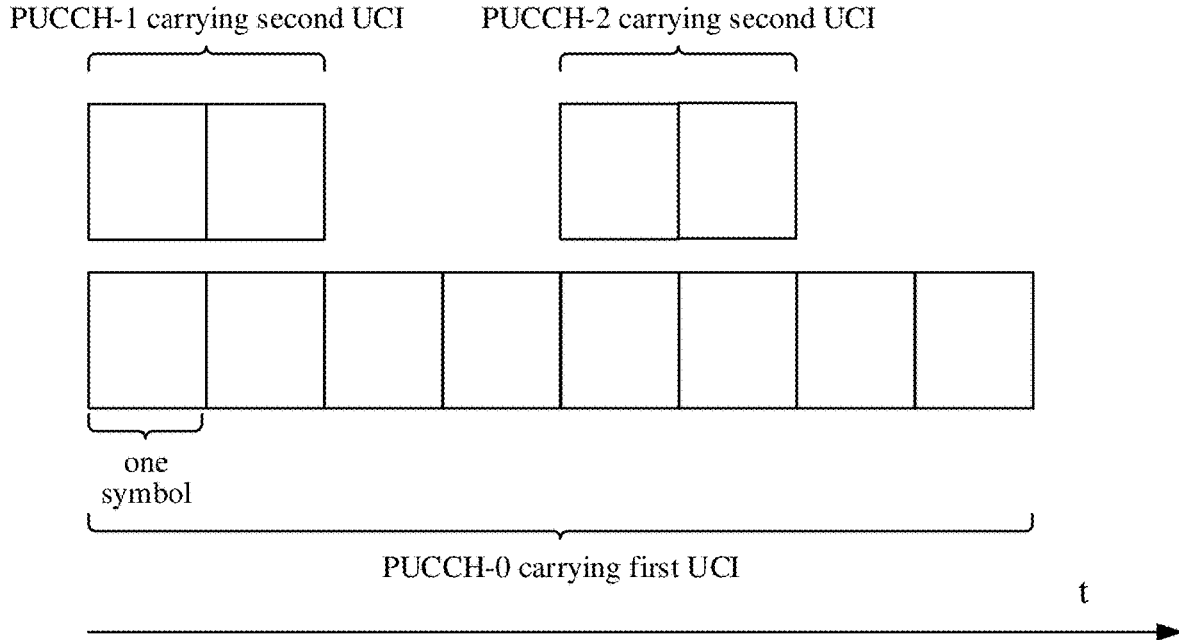 PUCCH-1 carrying second UCI
PUCCH-2 carrying second UCI
one
symbol
PUCCH-0 carrying first UCI
t